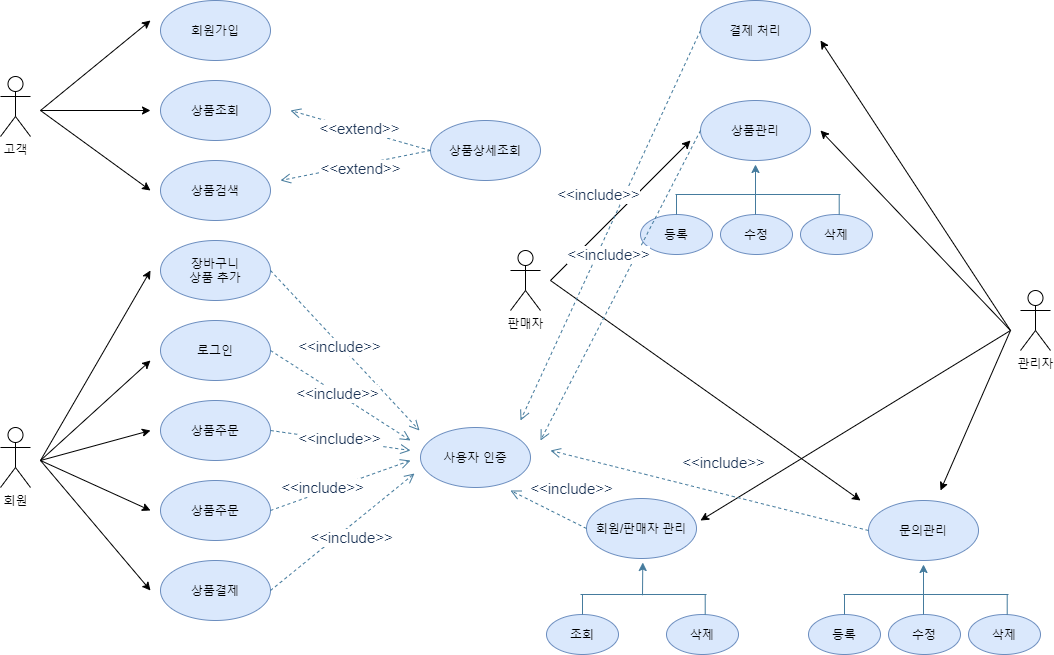 회원가입
결제 처리
고객
상품조회
<<extend>>
상품상세조회
<<extend>>
상품검색
상품관리
<<include>>
등록
수정
삭제
<<include>>
장바구니
상품 추가
판매자
관리자
<<include>>
로그인
<<include>>
상품주문
<<include>>
사용자 인증
<<include>>
회원
상품주문
<<include>>
<<include>>
회원/판매자 관리
문의관리
<<include>>
상품결제
조회
삭제
등록
수정
삭제